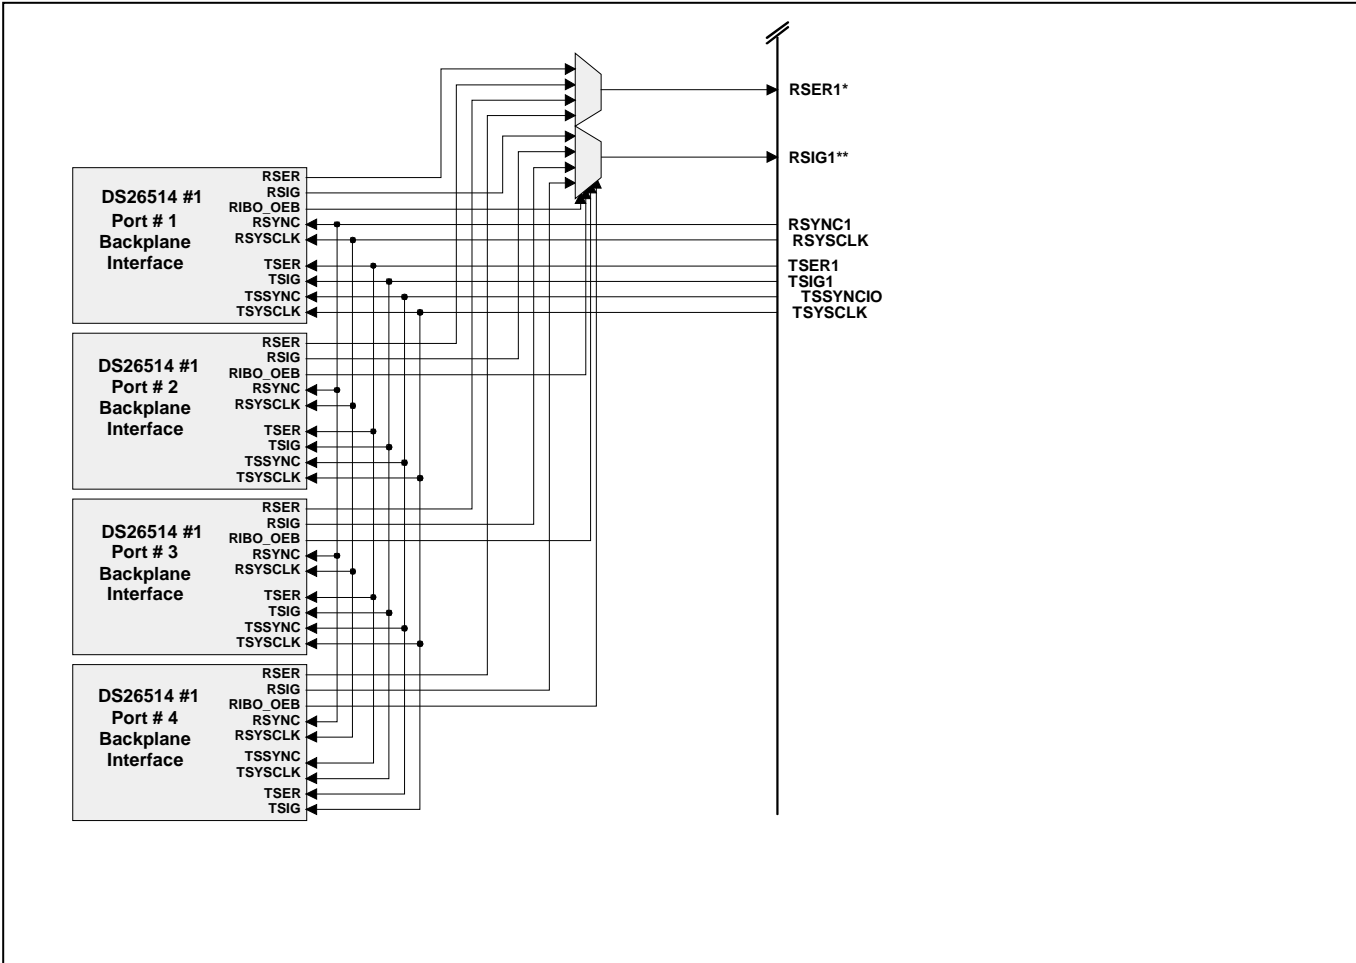 RSER1*
RSIG1**
RSYNC1
RSYSCLK
TSER1
TSIG1
TSSYNCIO
TSYSCLK
DS26514 #1
Port # 1
Backplane
Interface
RSER
RSIG
RIBO_OEB
RSYNC
RSYSCLK
TSER
TSIG
TSSYNC
TSYSCLK
DS26514 #1
Port # 2
Backplane
Interface
RSER
RSIG
RIBO_OEB
RSYNC
RSYSCLK
TSER
TSIG
TSSYNC
TSYSCLK
DS26514 #1
Port # 3
Backplane
Interface
RSER
RSIG
RIBO_OEB
RSYNC
RSYSCLK
TSER
TSIG
TSSYNC
TSYSCLK
DS26514 #1
Port # 4
Backplane
Interface
RSER
RSIG
RIBO_OEB
RSYNC
RSYSCLK
TSSYNC
TSYSCLK
TSER
TSIG